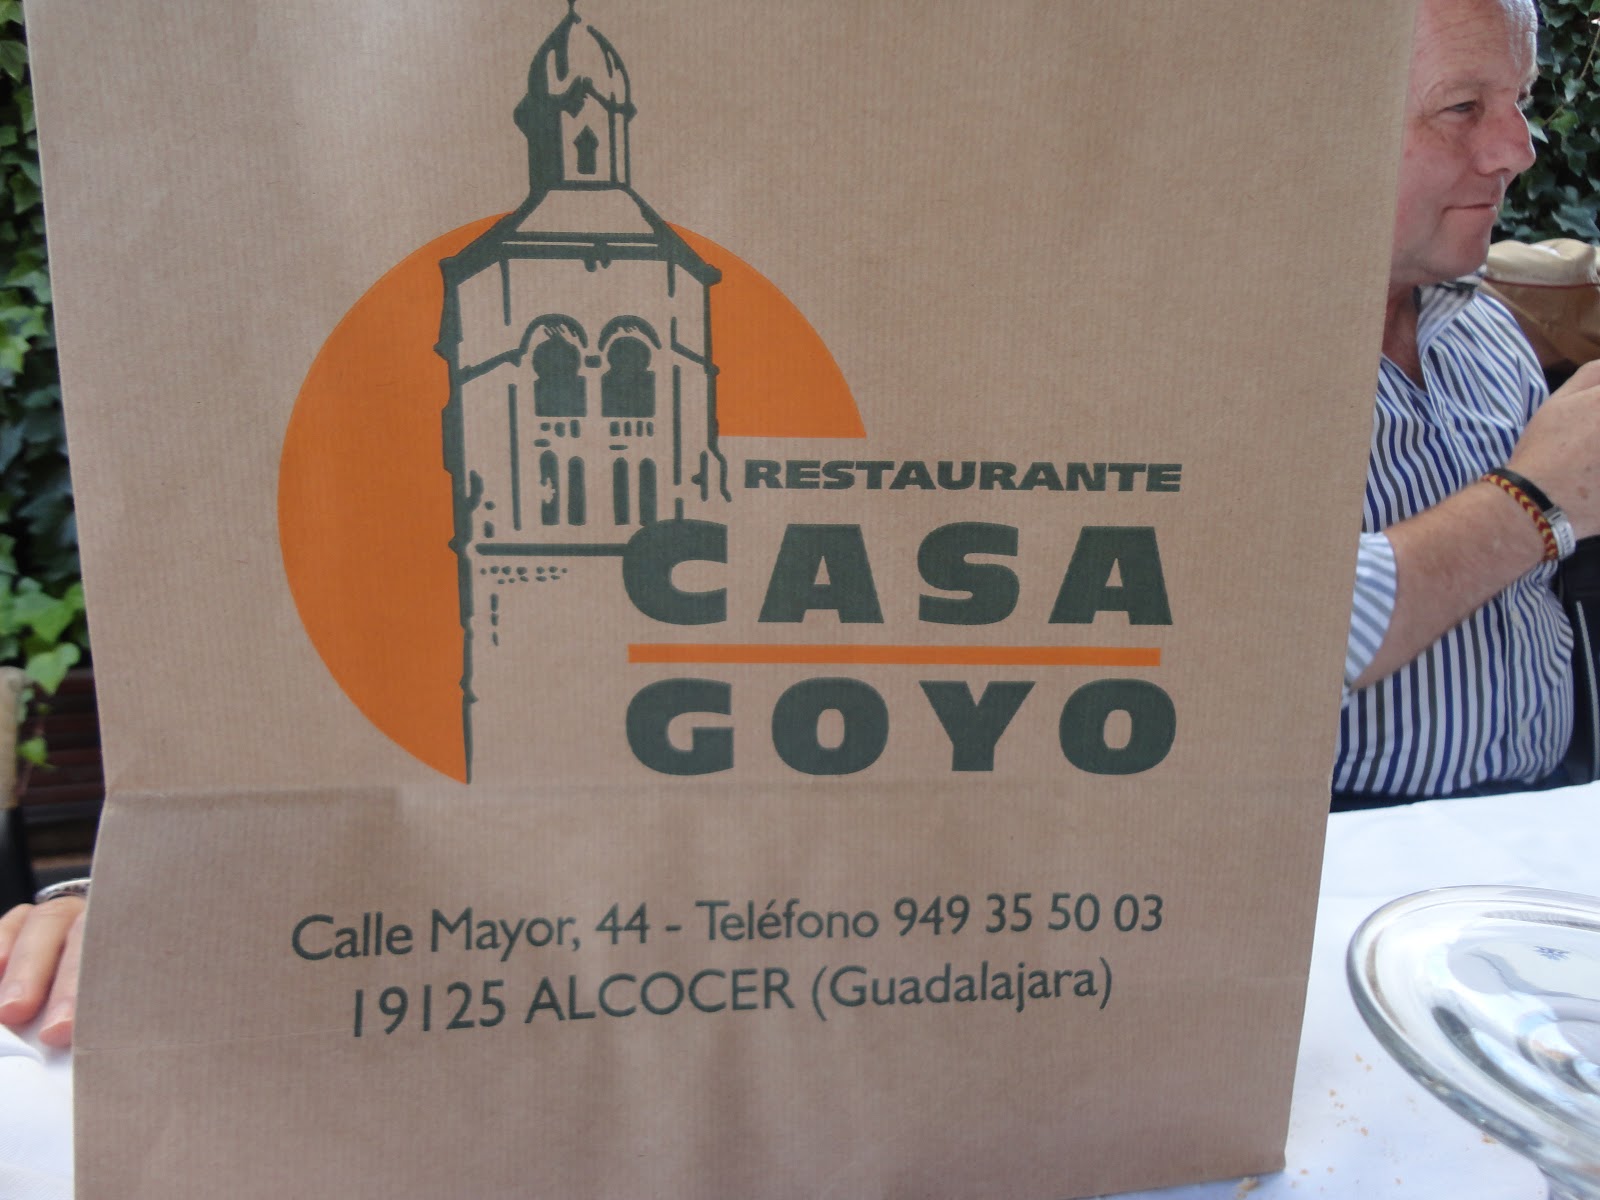 RESTAURANTE
CASA
GOYO
Calle Mayor, 44 - Teléfono 949 35 50 03
19125 ALCOCER (Guadalajara)